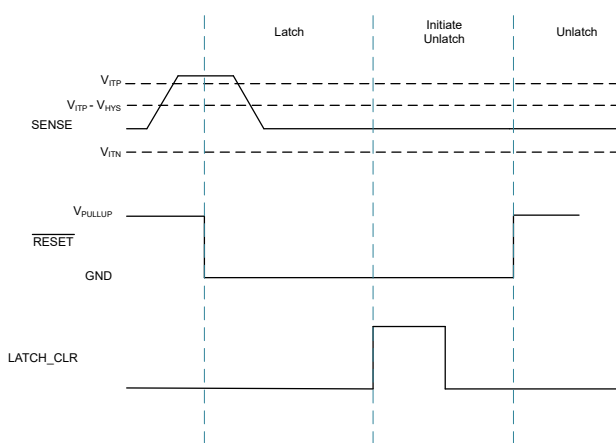 Latch
Initiate
Unlatch
Unlatch
VITP
VITP - VHYS
SENSE
VITN
VPULLUP
RESET
GND
LATCH_CLR